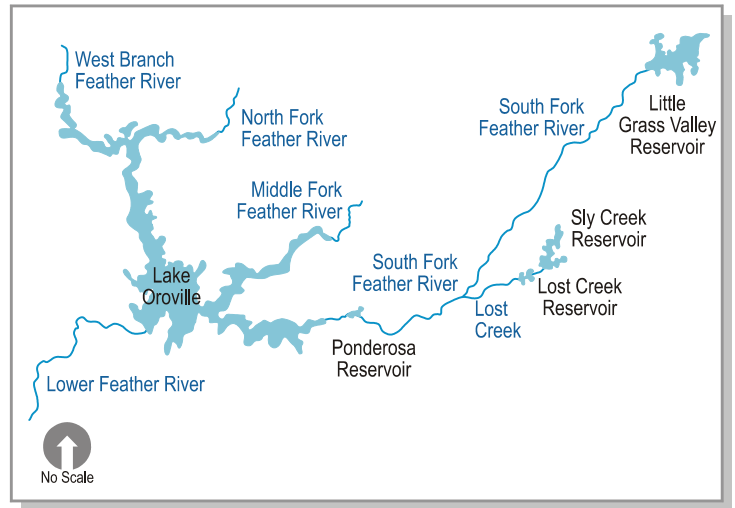 West Branch
Feather River
North Fork
Feather River
Middle Fork
Feather River
South Fork
Feather River
Little
Grass Valley
Reservoir
Sly Creek
Reservoir
Lost Creek
Reservoir
South Fork
Feather River
Lost
Creek
Lake
Oroville
Ponderosa
Reservoir
Lower Feather River
No Scale